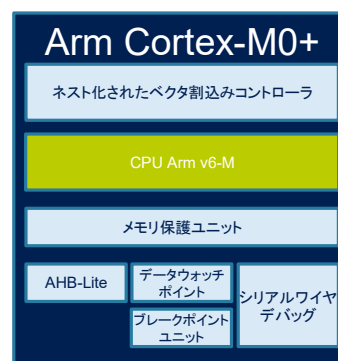 Arm Cortex-M0+
ネスト化されたベクタ割込みコントローラ
CPU Arm v6-M
メモリ保護ユニット
AHB-Lite
データウォッチ
ポイント
ブレークポイント
ユニット
シリアルワイヤ
デバッグ